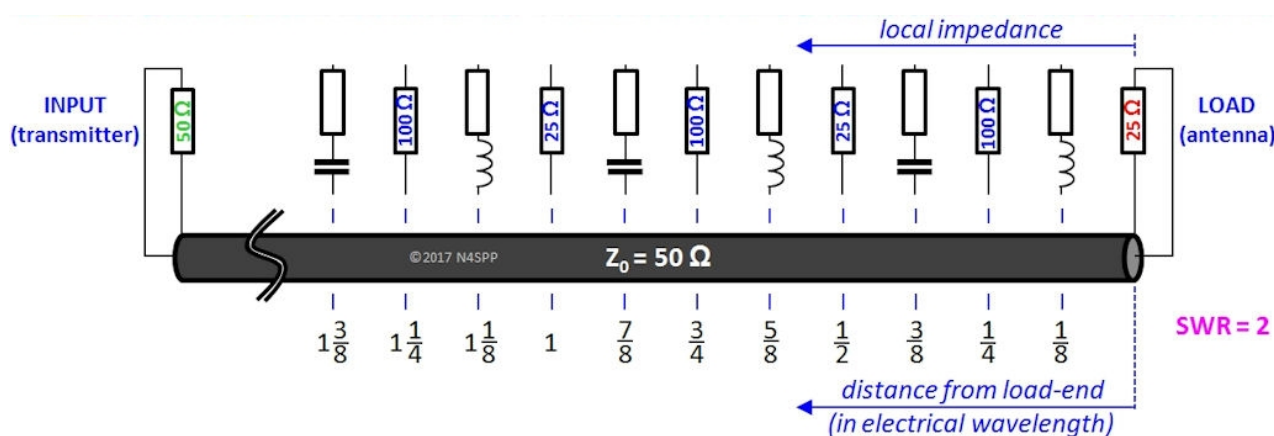 local impedance
INPUT
(transmitter)
50 Ω
100 Ω
25 Ω
100 Ω
25 Ω
100 Ω
25 Ω
LOAD
(antenna)
©2017 N4SPP
Z₀ = 50 Ω
1 3/8
1 1/4
1 1/8
1
7/8
3/4
5/8
1/2
3/8
1/4
1/8
SWR = 2
distance from load-end
(in electrical wavelength)